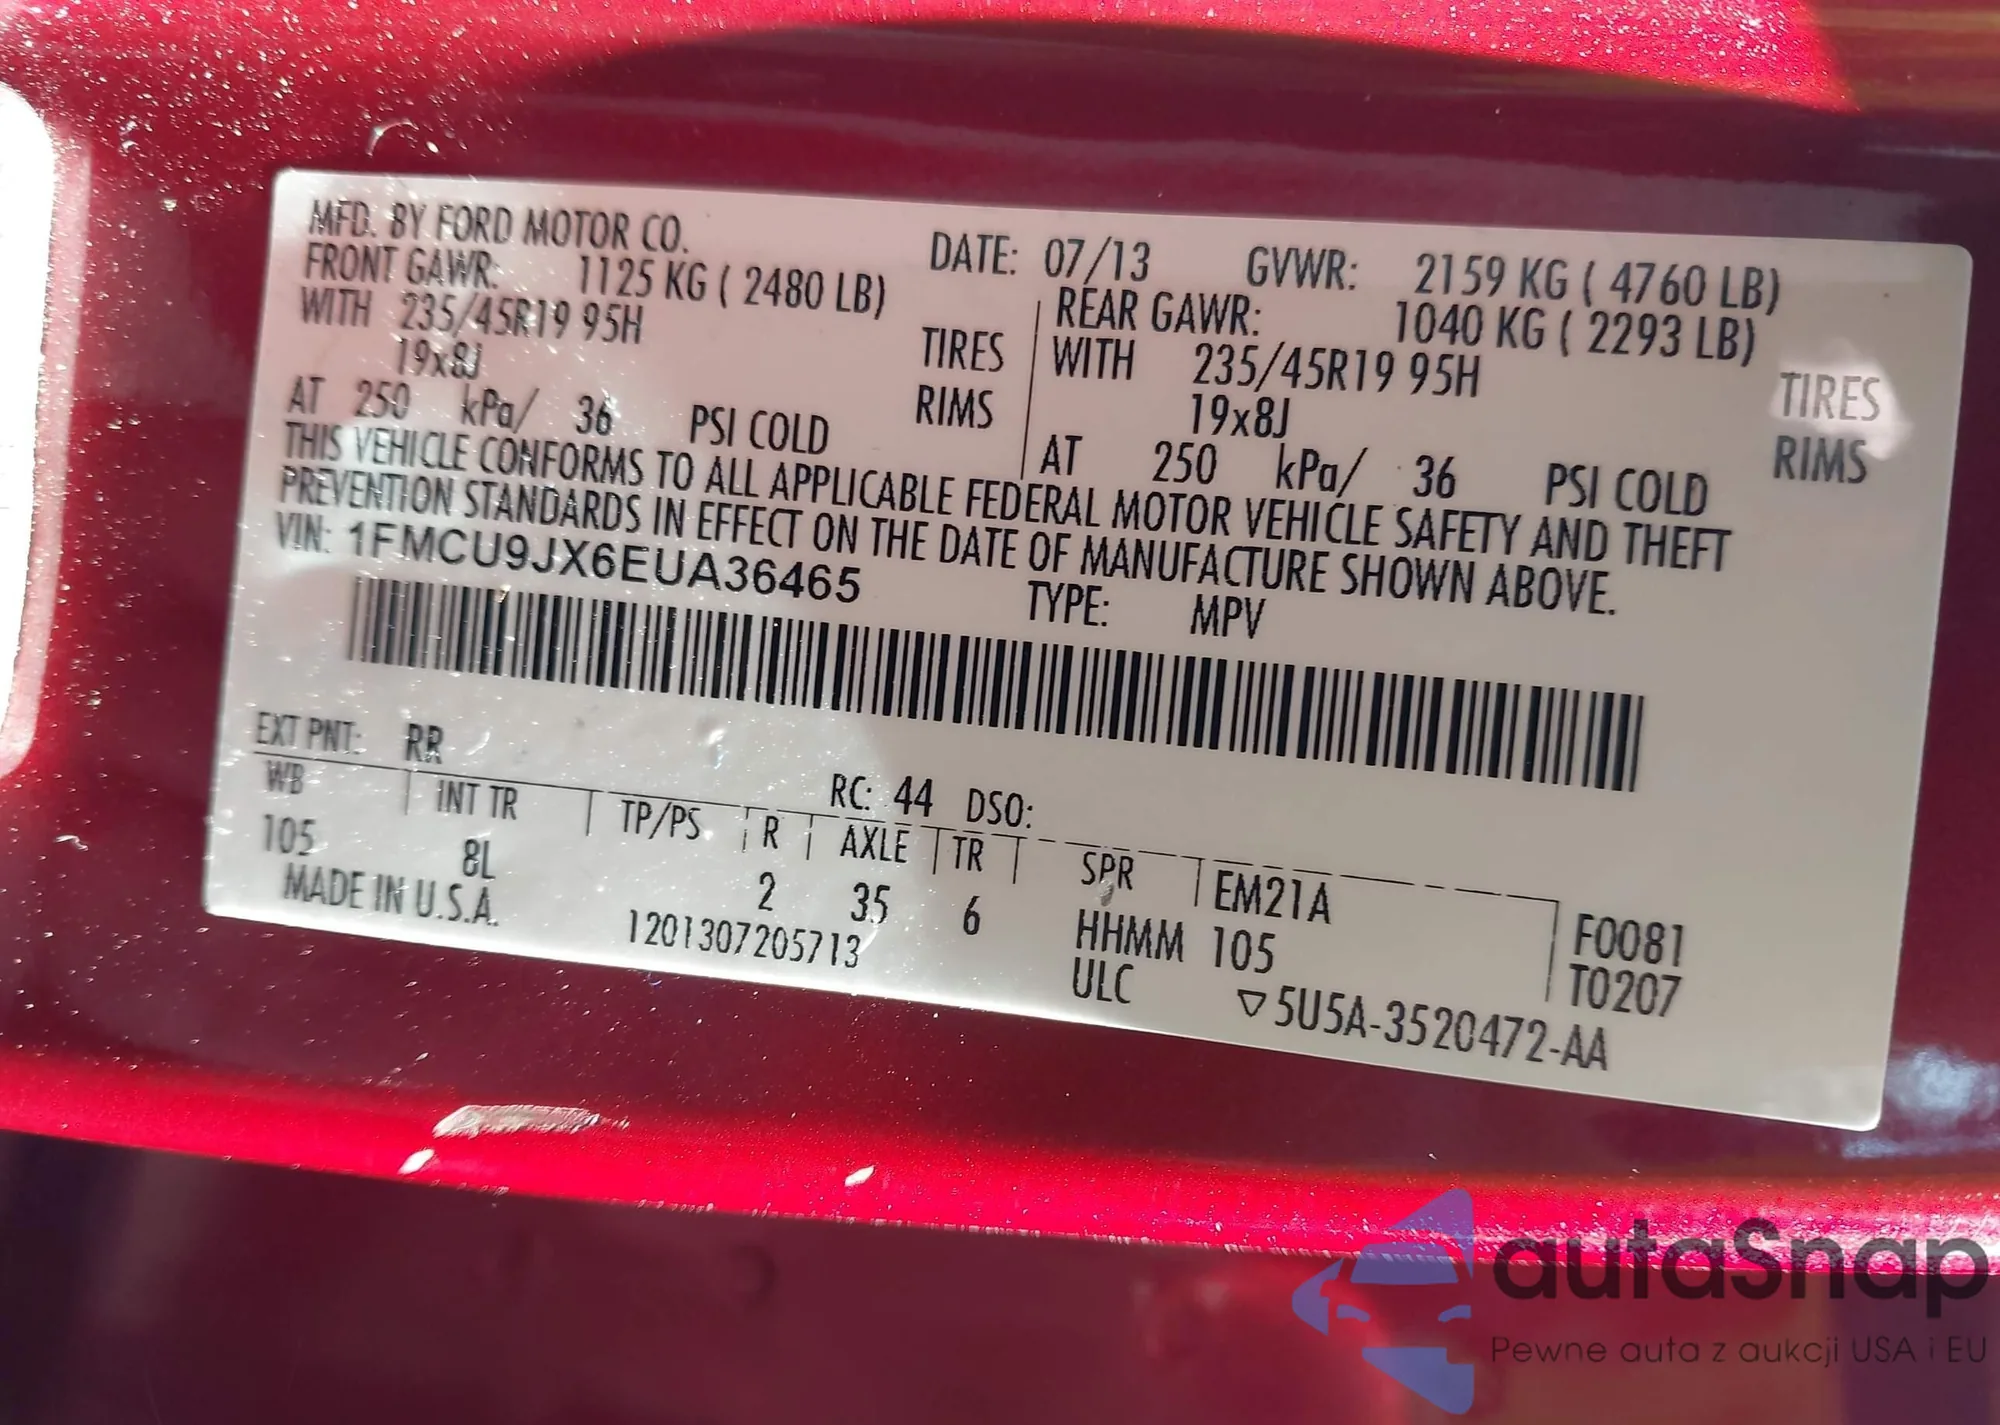 MFD. BY FORD MOTOR CO. DATE: 07/13 GVWR: 2159 KG ( 4760 LB)
FRONT GAWR: 1125 KG ( 2480 LB) REAR GAWR: 1040 KG ( 2293 LB)
WITH 235/45R19 95H TIRES WITH 235/45R19 95H TIRES
19x8J RIMS 19x8J RIMS
AT 250 kPa/ 36 PSI COLD AT 250 kPa/ 36 PSI COLD
THIS VEHICLE CONFORMS TO ALL APPLICABLE FEDERAL MOTOR VEHICLE SAFETY AND THEFT
PREVENTION STANDARDS IN EFFECT ON THE DATE OF MANUFACTURE SHOWN ABOVE.
VIN: 1FMCU9JX6EUA36465 TYPE: MPV
EXT PNT: RR RC: 44 DSO:
WB INT TR TP/PS R AXLE TR SPR EM21A F0081
105 8L 2 35 6 HHMM 105 T0207
MADE IN U.S.A. 1201307205713 ULC ▽5U5A-3520472-AA
autaSnap
Pewne auta z aukcji USA i EU